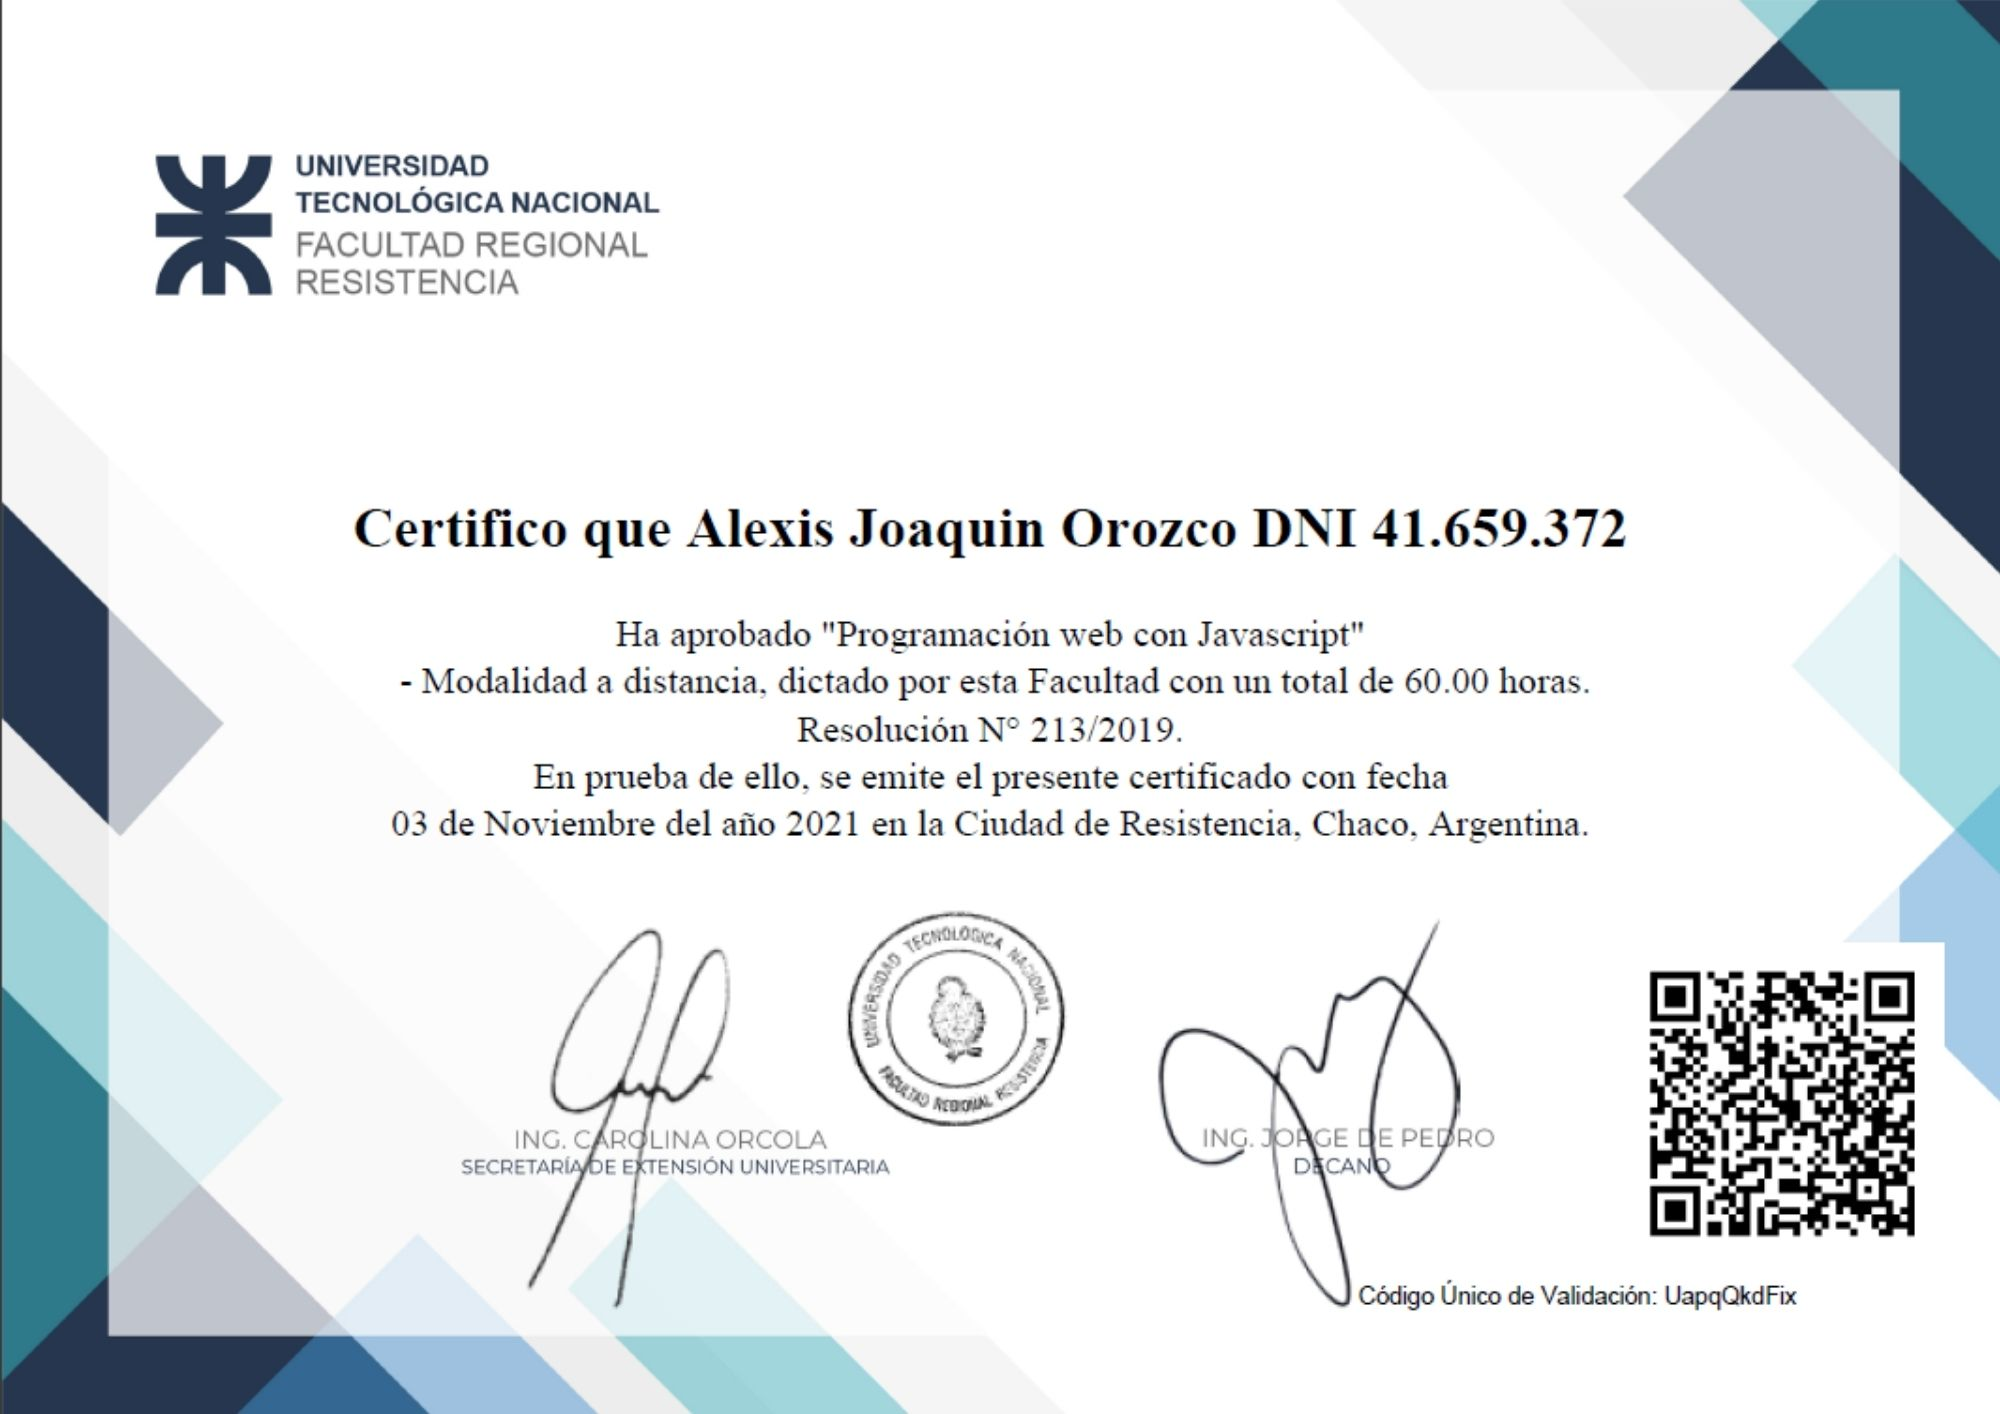 UNIVERSIDAD
TECNOLÓGICA NACIONAL
FACULTAD REGIONAL
RESISTENCIA
Certifico que Alexis Joaquin Orozco DNI 41.659.372
Ha aprobado "Programación web con Javascript"
- Modalidad a distancia, dictado por esta Facultad con un total de 60.00 horas.
Resolución N° 213/2019.
En prueba de ello, se emite el presente certificado con fecha
03 de Noviembre del año 2021 en la Ciudad de Resistencia, Chaco, Argentina.
UNIVERSIDAD TECNOLOGICA NACIONAL
FACULTAD REGIONAL RESISTENCIA
ING. CAROLINA ORCOLA
SECRETARÍA DE EXTENSIÓN UNIVERSITARIA
ING. JORGE DE PEDRO
DECANO
Código Único de Validación: UapqQkdFix